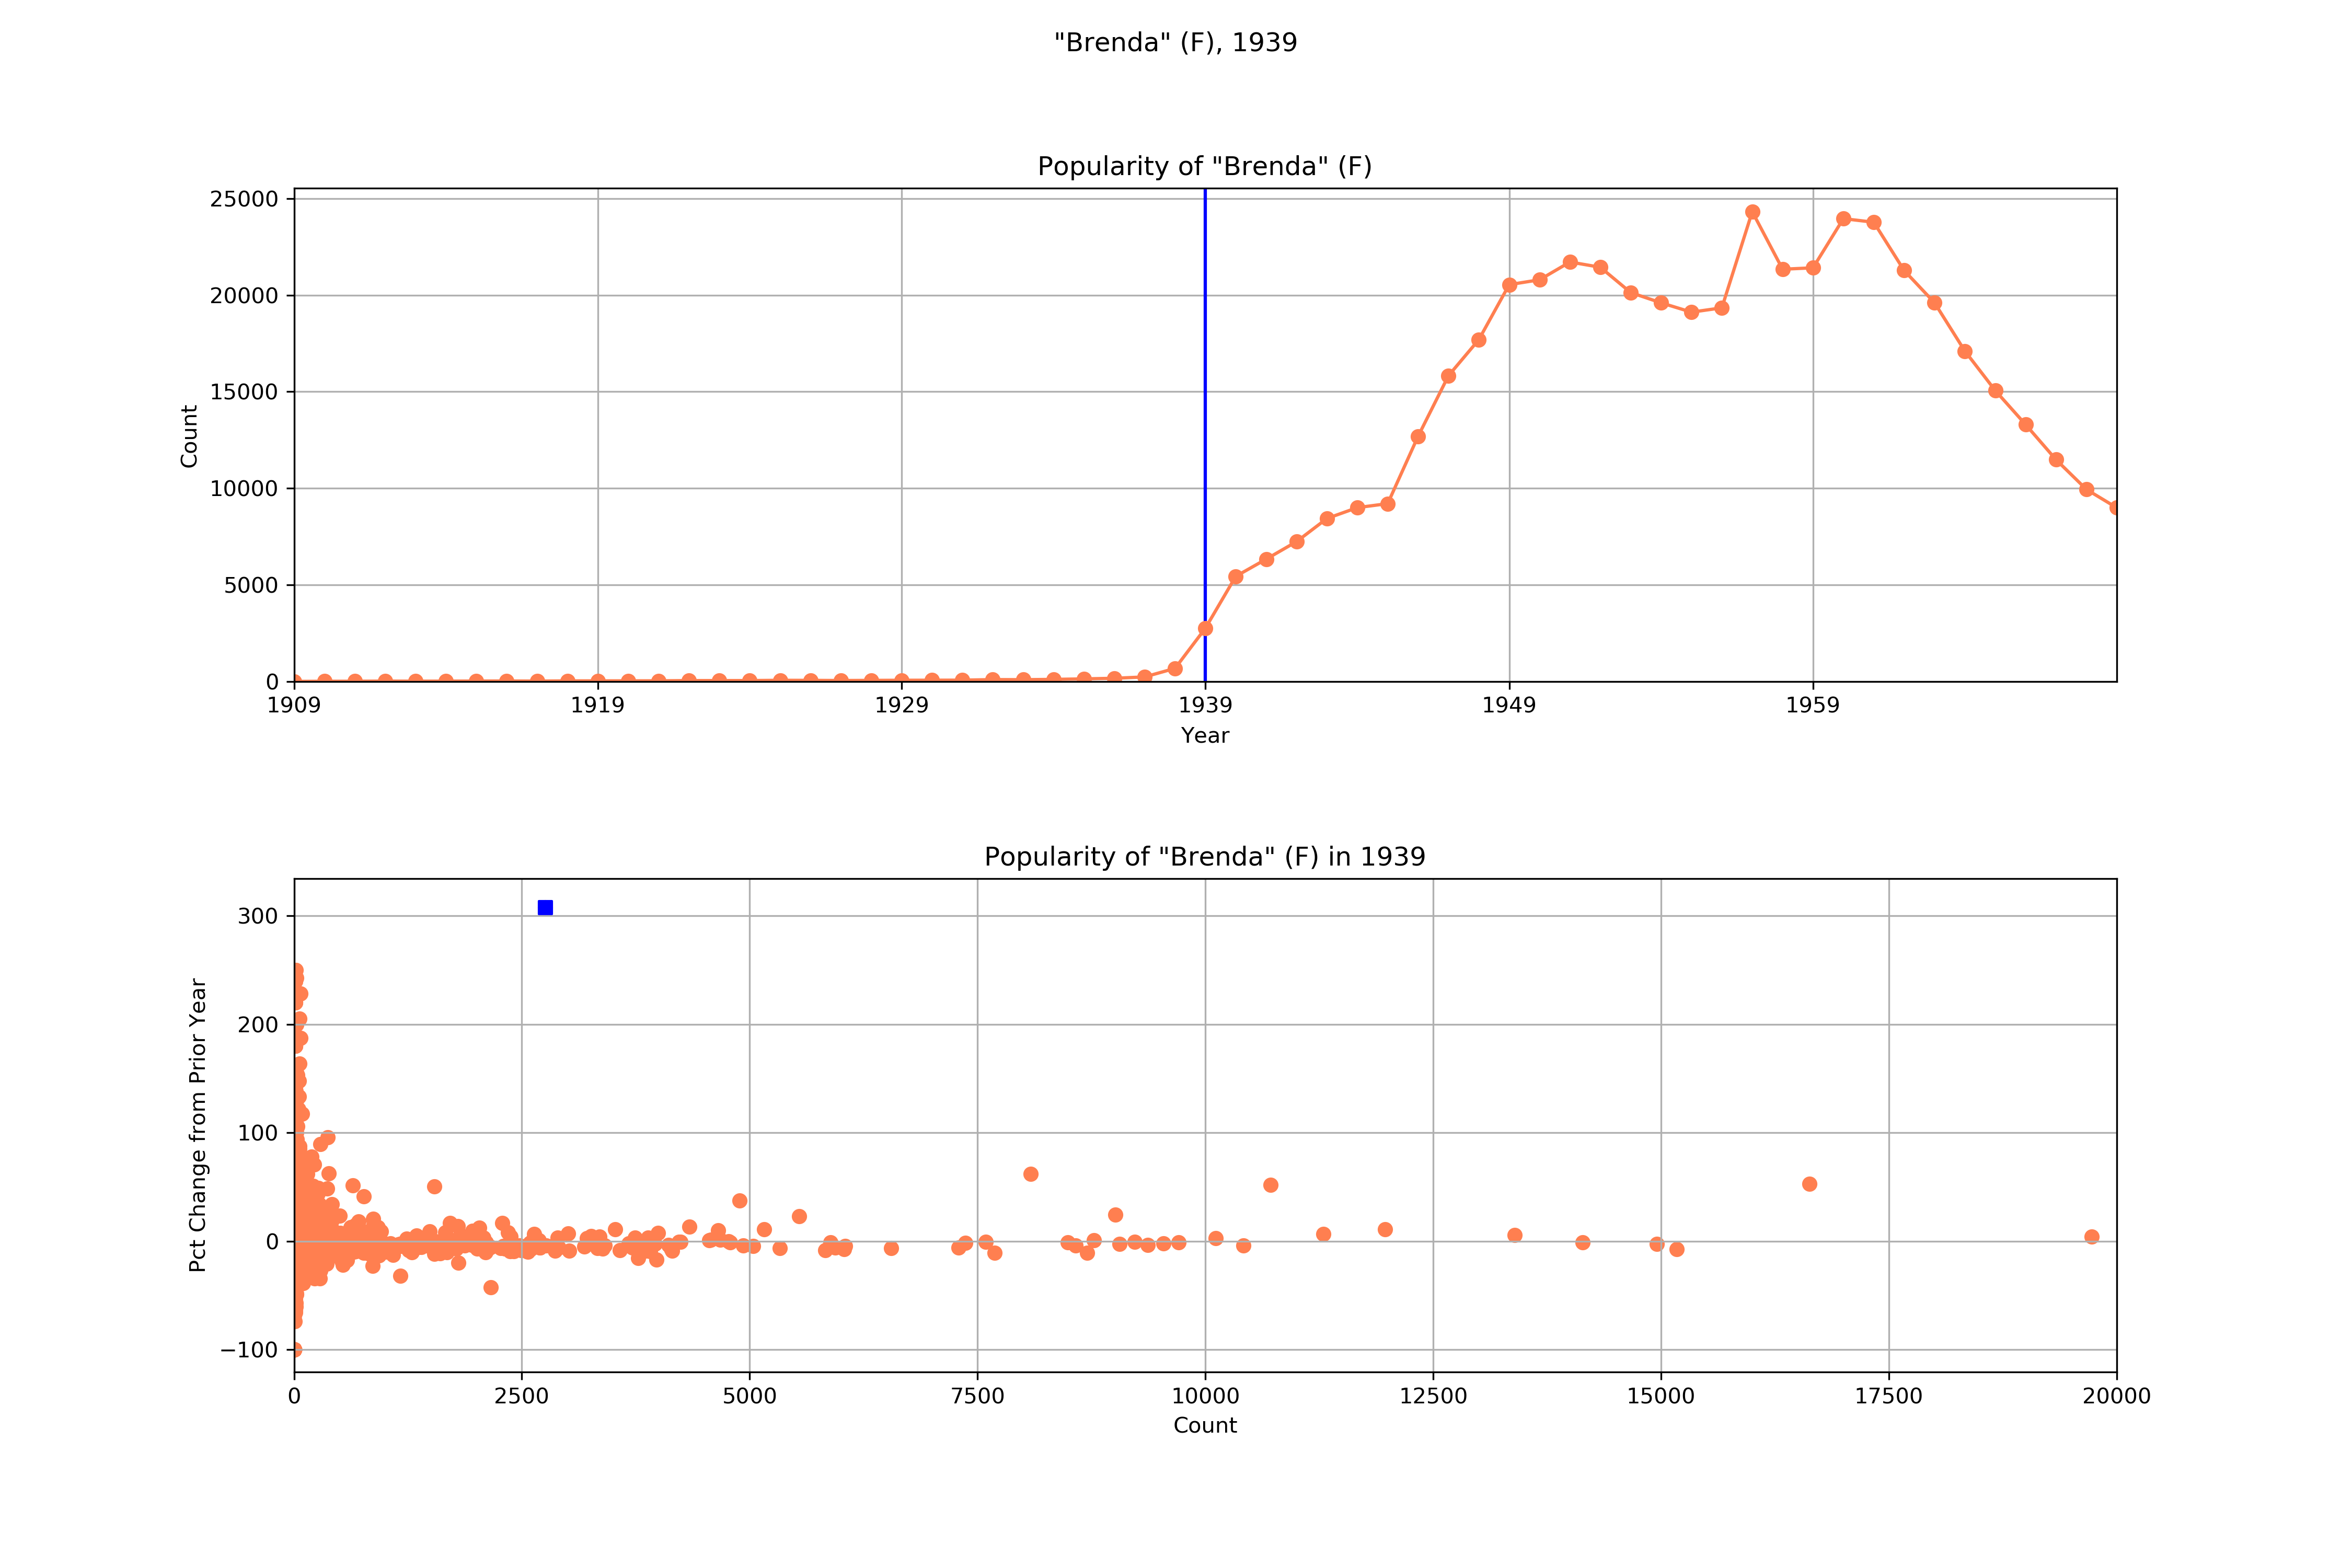 "Brenda" (F), 1939
Popularity of "Brenda" (F)
25000
20000
15000
10000
5000
0
Count
1909 1919 1929 1939 1949 1959
Year
Popularity of "Brenda" (F) in 1939
300
200
100
0
−100
Pct Change from Prior Year
0 2500 5000 7500 10000 12500 15000 17500 20000
Count